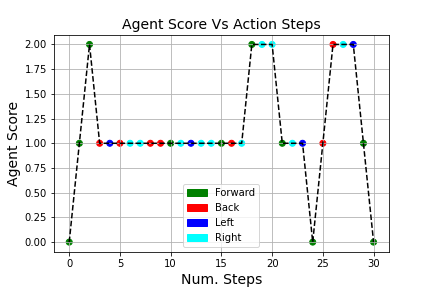 Agent Score Vs Action Steps
Agent Score
2.00
1.75
1.50
1.25
1.00
0.75
0.50
0.25
0.00
Forward
Back
Left
Right
0 5 10 15 20 25 30
Num. Steps